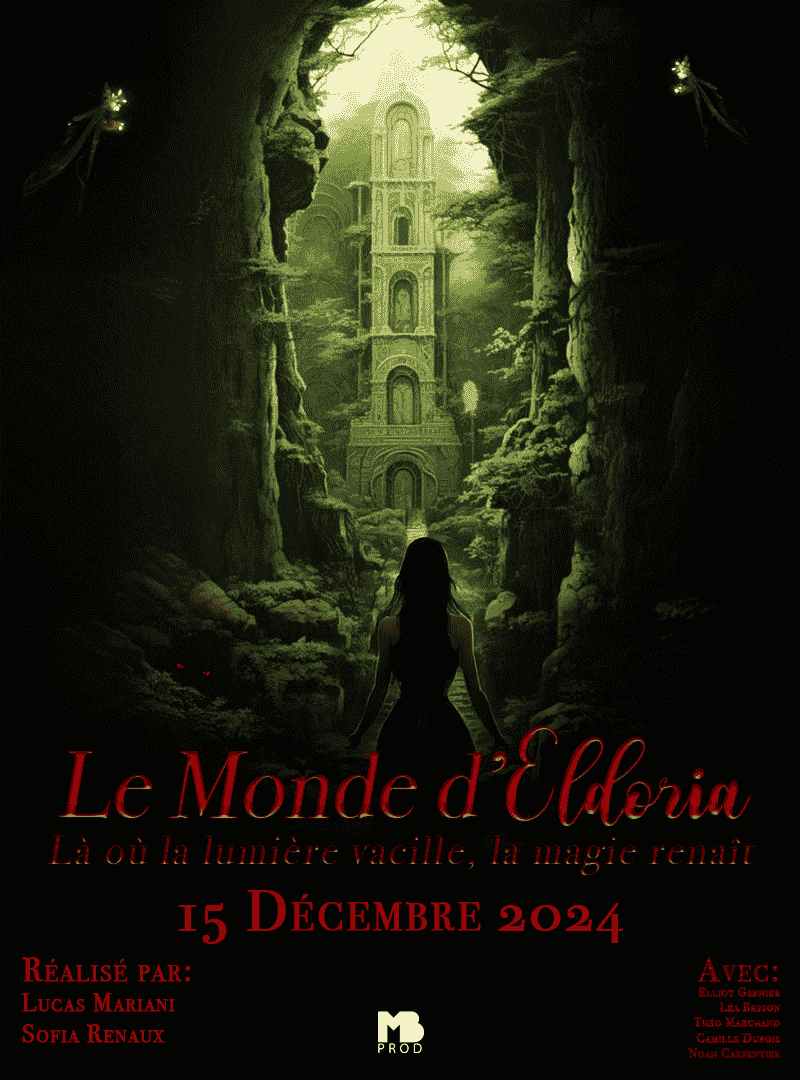 Le Monde d'Eldoria
Là où la lumière vacille, la magie renaît
15 Décembre 2024
Réalisé par:
Lucas Mariani
Sofia Renaux
MB
PROD
Avec:
Elliot Garnier
Léa Besson
Théo Marchand
Camille Dubois
Noah Carpentier